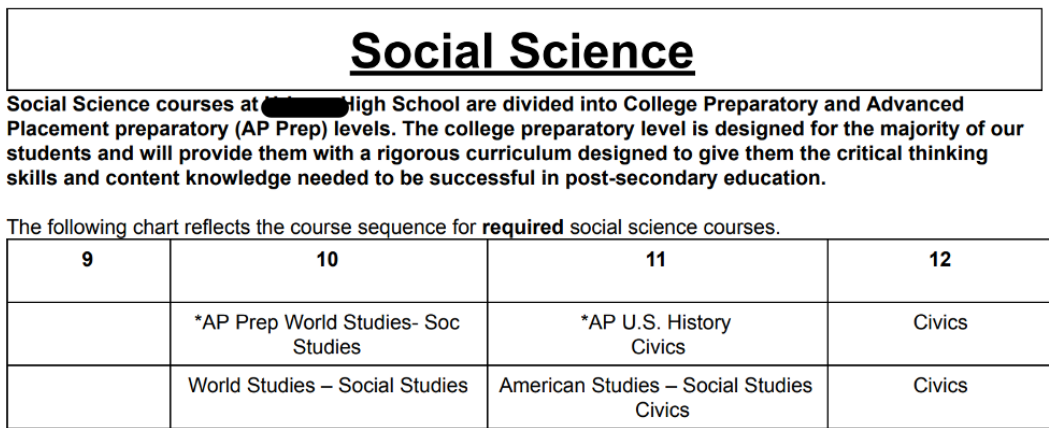 Social Science
Social Science courses at High School are divided into College Preparatory and Advanced
Placement preparatory (AP Prep) levels. The college preparatory level is designed for the majority of our
students and will provide them with a rigorous curriculum designed to give them the critical thinking
skills and content knowledge needed to be successful in post-secondary education.
The following chart reflects the course sequence for required social science courses.
9 10 11 12
*AP Prep World Studies- Soc *AP U.S. History Civics
Studies Civics
World Studies – Social Studies American Studies – Social Studies Civics
Civics